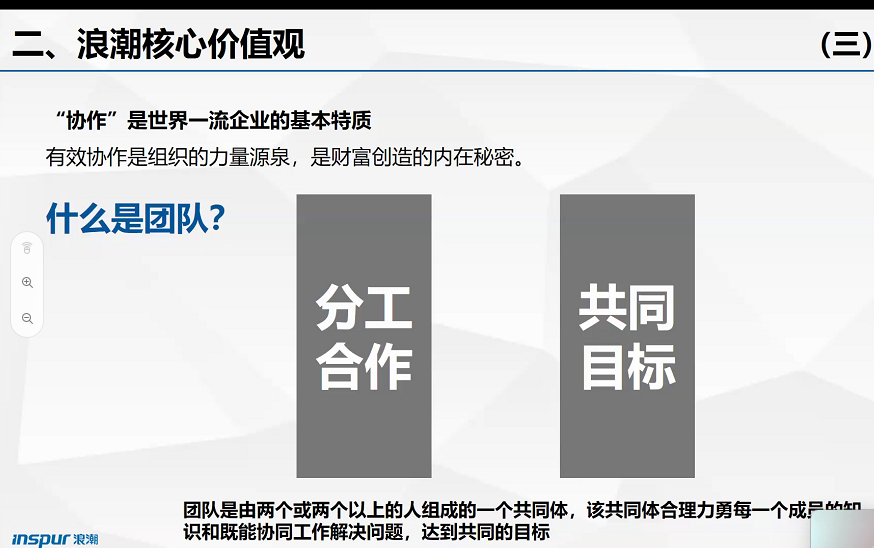 二、浪潮核心价值观
（三）
“协作”是世界一流企业的基本特质
有效协作是组织的力量源泉，是财富创造的内在秘密。
什么是团队？
分工
合作
共同
目标
团队是由两个或两个以上的人组成的一个共同体，该共同体合理力勇每一个成员的知
识和既能协同工作解决问题，达到共同的目标
inspur 浪潮